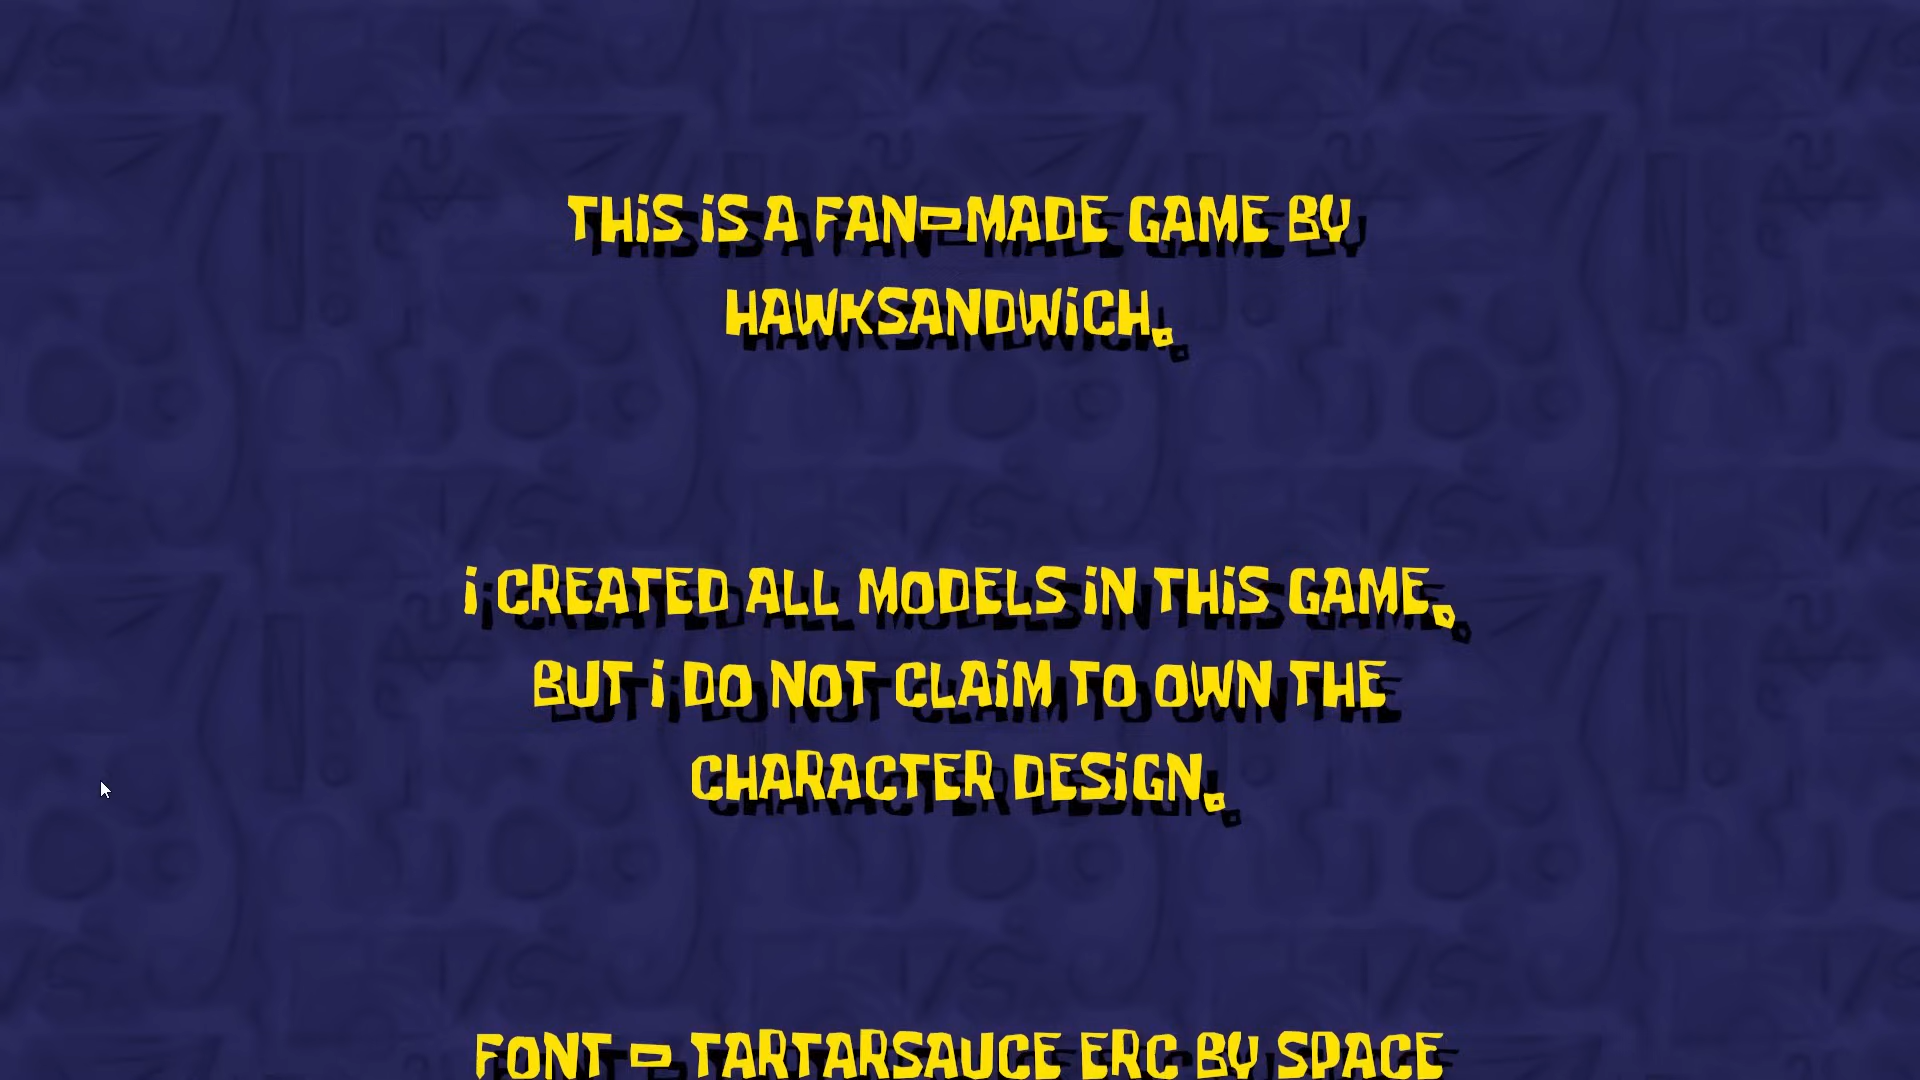 THiS iS A FAN-MADE GAME BY
HAWKSANDWiCH.
i CREATED ALL MODELS iN THiS GAME.
BUT i DO NOT CLAiM TO OWN THE
CHARACTER DESiGN.
FONT - TARTARSAUCE ERC BY SPACE